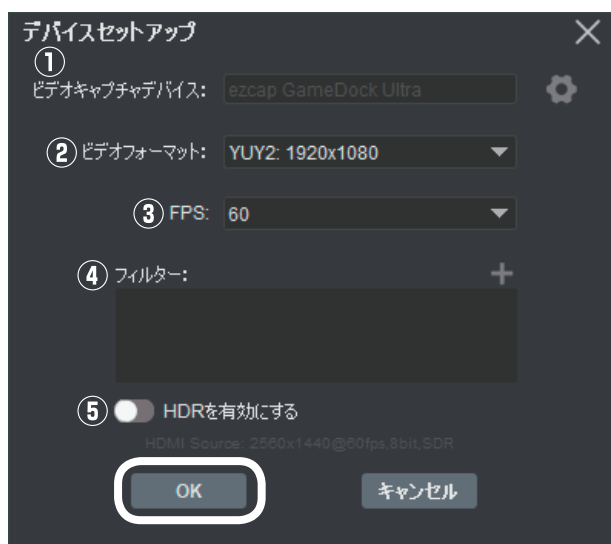 デバイスセットアップ
①
ビデオキャプチャデバイス: ezcap GameDock Ultra
② ビデオフォーマット: YUY2: 1920x1080
③ FPS: 60
④ フィルター:
⑤ HDRを有効にする
HDMI Source: 2560x1440@60fps,8bit,SDR
OK キャンセル